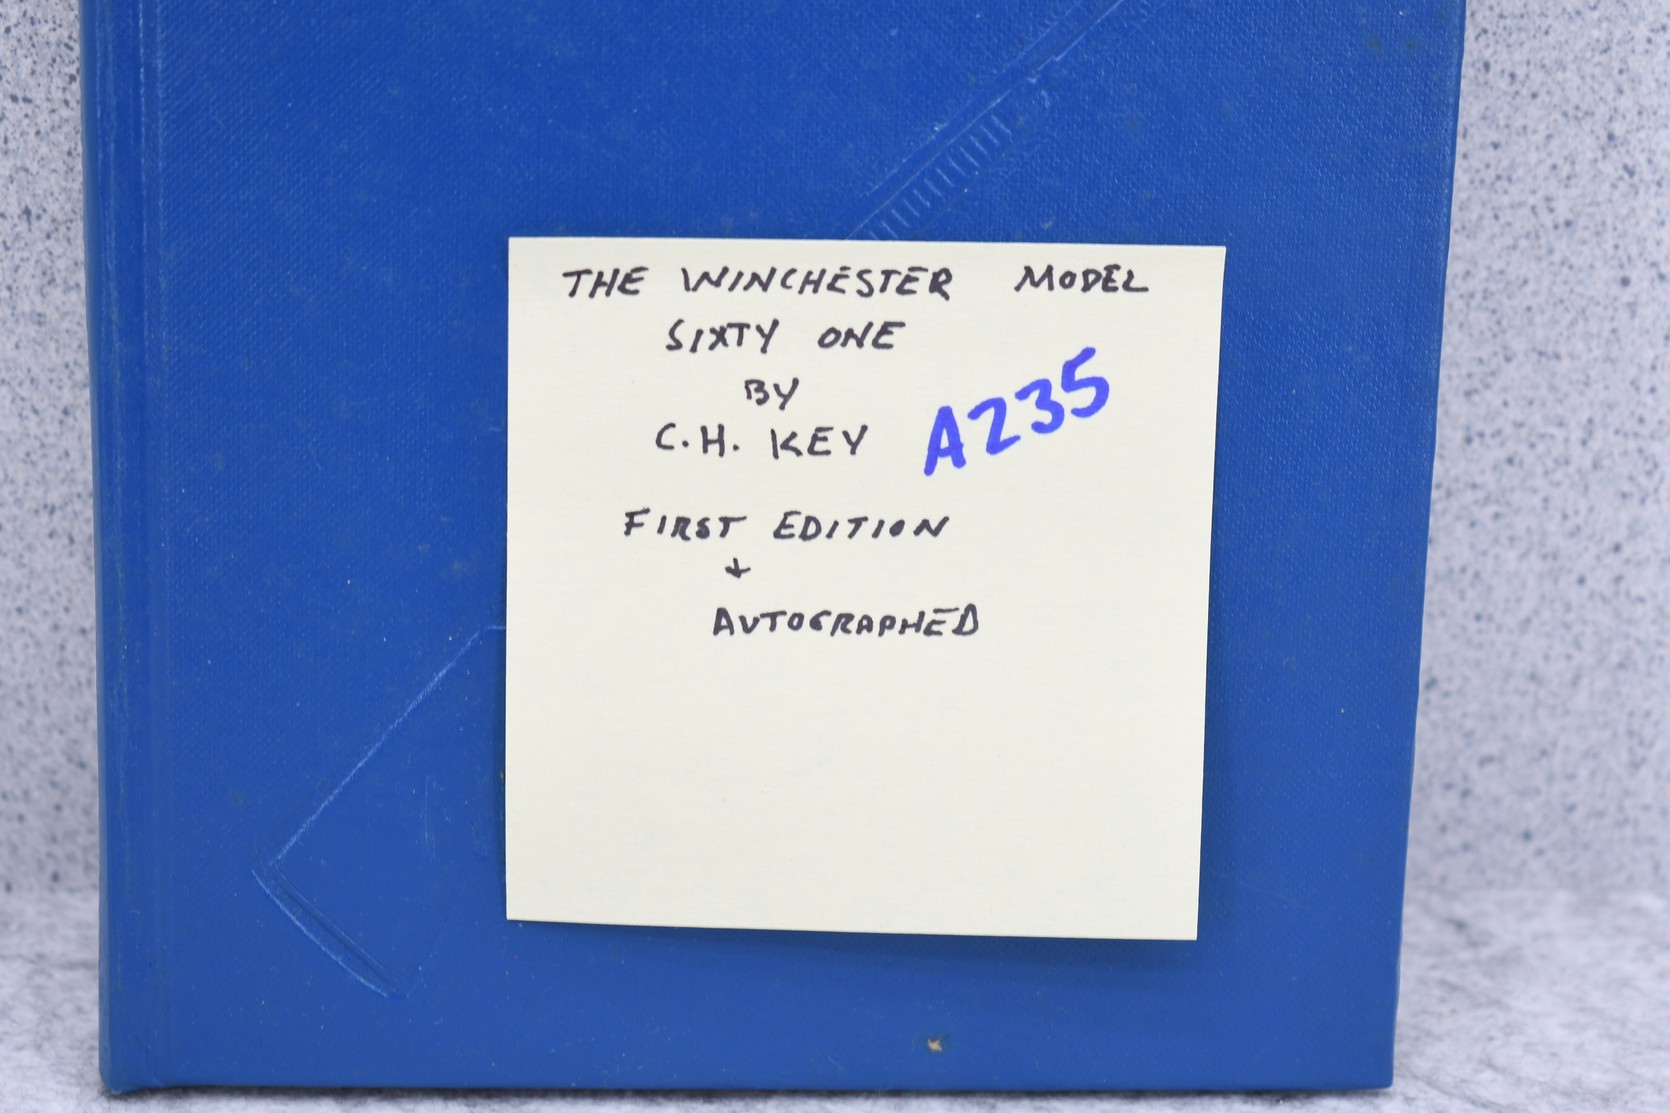 THE WINCHESTER MODEL
SIXTY ONE
BY
C.H. KEY
A235
FIRST EDITION
+
AUTOGRAPHED